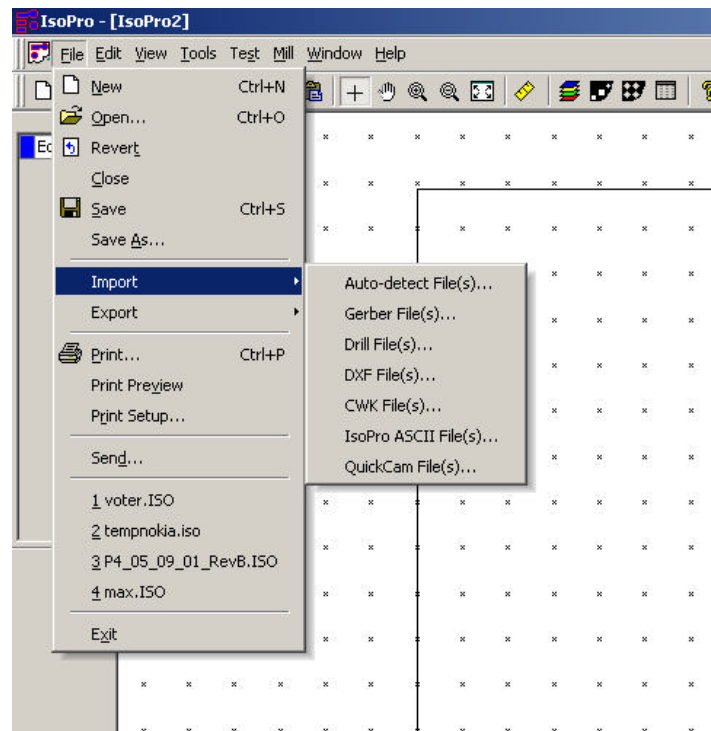 IsoPro - [IsoPro2]
File Edit View Tools Test Mill Window Help
New Ctrl+N
Open... Ctrl+O
Revert
Close
Save Ctrl+S
Save As...
Import
Export
Print... Ctrl+P
Print Preview
Print Setup...
Send...
1 voter.ISO
2 tempnokia.iso
3 P4_05_09_01_RevB.ISO
4 max.ISO
Exit
Auto-detect File(s)...
Gerber File(s)...
Drill File(s)...
DXF File(s)...
CWK File(s)...
IsoPro ASCII File(s)...
QuickCam File(s)...